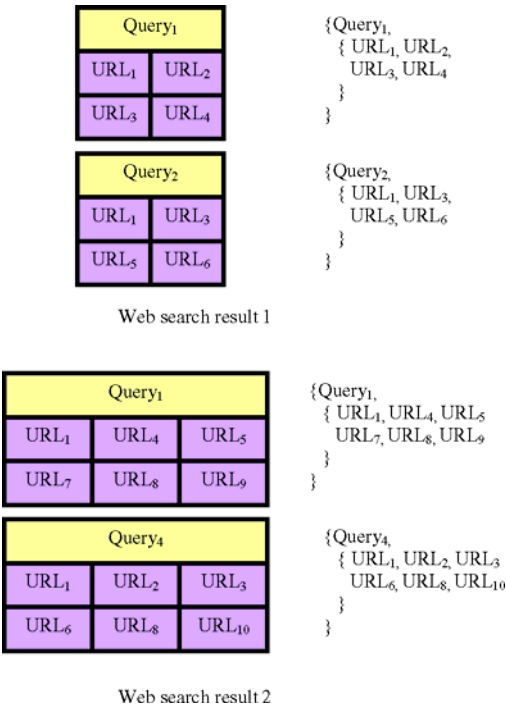 Query₁
URL₁ URL₂
URL₃ URL₄
{Query₁,
{ URL₁, URL₂,
URL₃, URL₄
}
}
Query₂
URL₁ URL₃
URL₅ URL₆
{Query₂,
{ URL₁, URL₃,
URL₅, URL₆
}
}
Web search result 1
Query₁
URL₁ URL₄ URL₅
URL₇ URL₈ URL₉
{Query₁,
{ URL₁, URL₄, URL₅
URL₇, URL₈, URL₉
}
}
Query₄
URL₁ URL₂ URL₃
URL₆ URL₈ URL₁₀
{Query₄,
{ URL₁, URL₂, URL₃
URL₆, URL₈, URL₁₀
}
}
Web search result 2